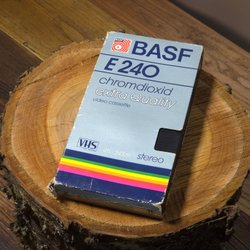 BASF
E 240
chromdioxid
extra quality
video cassette
VHS
stereo